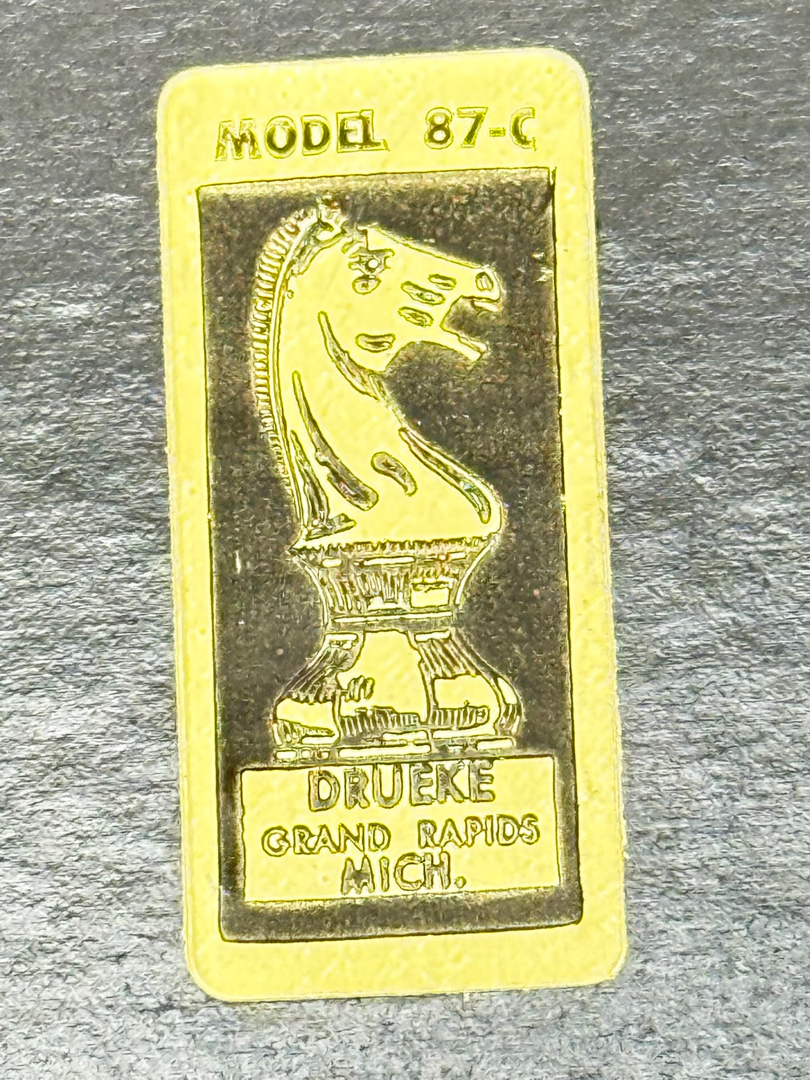 MODEL 87-C
DRUEKE
GRAND RAPIDS
MICH.